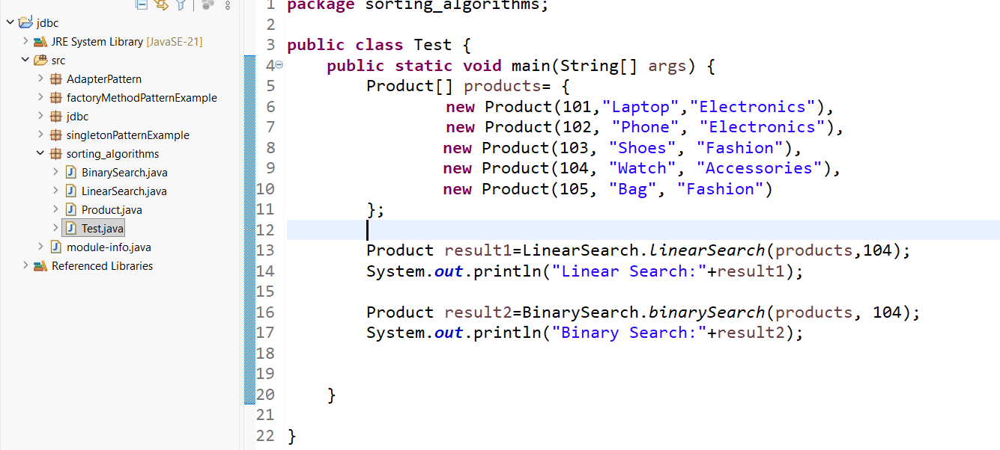 jdbc
JRE System Library [JavaSE-21]
src
AdapterPattern
factoryMethodPatternExample
jdbc
singletonPatternExample
sorting_algorithms
BinarySearch.java
LinearSearch.java
Product.java
Test.java
module-info.java
Referenced Libraries
1 package sorting_algorithms;
2
3 public class Test {
4 public static void main(String[] args) {
5 Product[] products= {
6 new Product(101,"Laptop","Electronics"),
7 new Product(102, "Phone", "Electronics"),
8 new Product(103, "Shoes", "Fashion"),
9 new Product(104, "Watch", "Accessories"),
10 new Product(105, "Bag", "Fashion")
11 };
12
13 Product result1=LinearSearch.linearSearch(products,104);
14 System.out.println("Linear Search:"+result1);
15
16 Product result2=BinarySearch.binarySearch(products, 104);
17 System.out.println("Binary Search:"+result2);
18
19
20 }
21
22 }